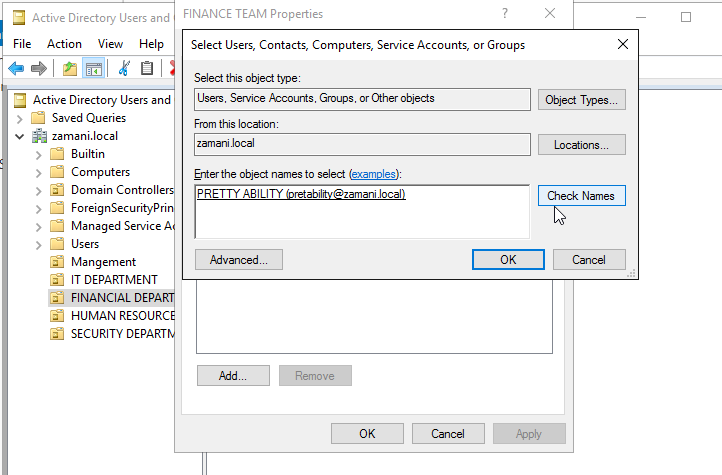 Active Directory Users and
File Action View Help
Active Directory Users and
Saved Queries
zamani.local
Builtin
Computers
Domain Controllers
ForeignSecurityPrin
Managed Service Ac
Users
Mangement
IT DEPARTMENT
FINANCIAL DEPART
HUMAN RESOURCE
SECURITY DEPARTM
FINANCE TEAM Properties
?
Select Users, Contacts, Computers, Service Accounts, or Groups
Select this object type:
Users, Service Accounts, Groups, or Other objects
Object Types...
From this location:
zamani.local
Locations...
Enter the object names to select (examples):
PRETTY ABILITY (pretability@zamani.local)
Check Names
Advanced...
OK
Cancel
Add...
Remove
OK
Cancel
Apply